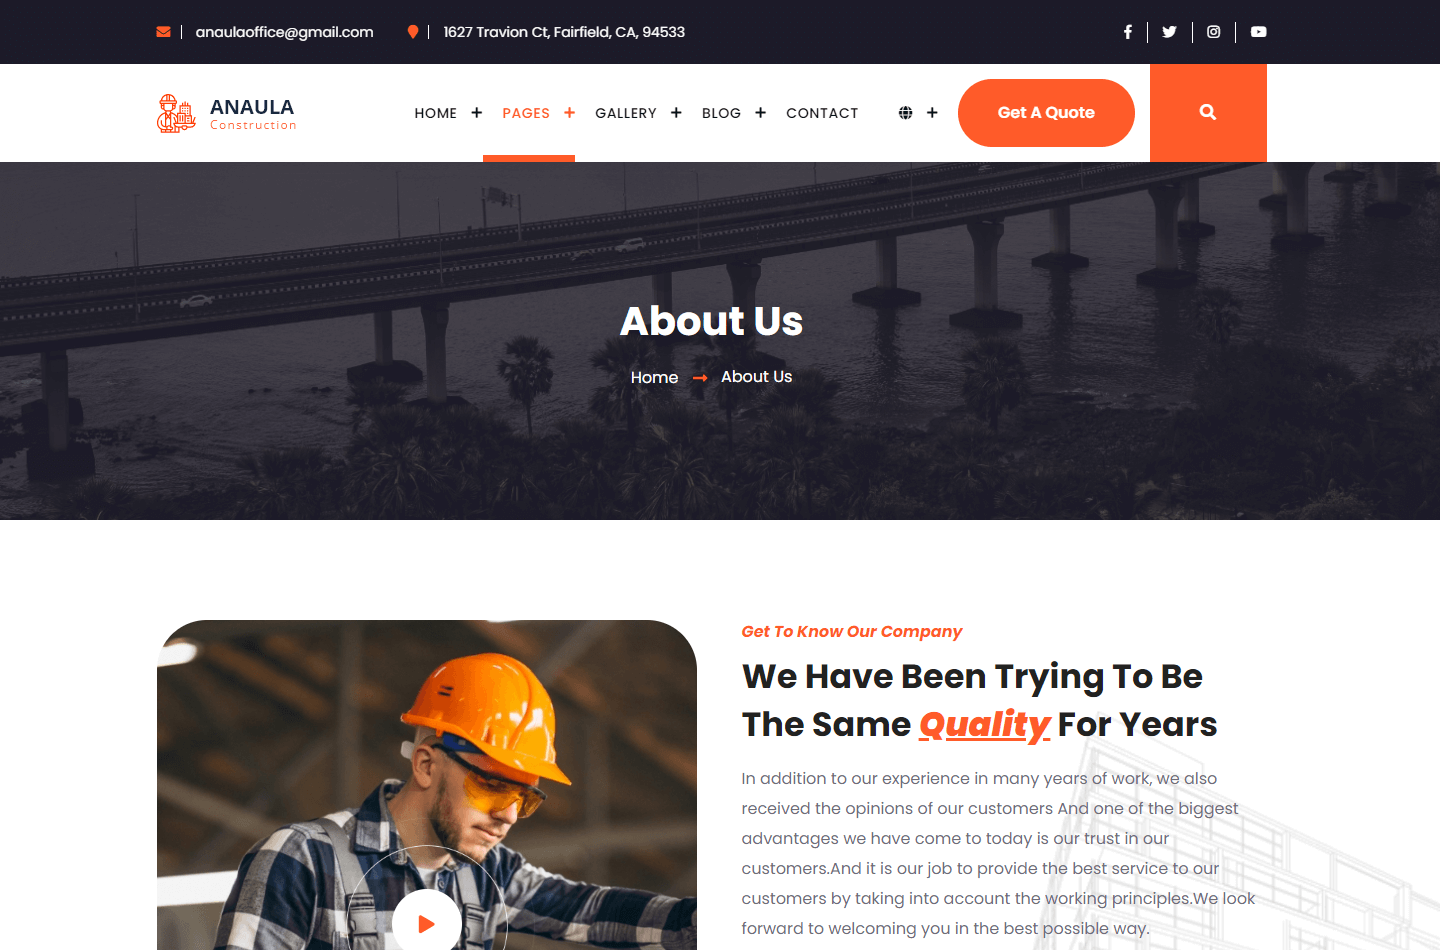 anaulaoffice@gmail.com
1627 Travion Ct, Fairfield, CA, 94533
ANAULA
Construction
HOME
PAGES
GALLERY
BLOG
CONTACT
Get A Quote
About Us
Home
About Us
Get To Know Our Company
We Have Been Trying To Be
The Same Quality For Years
In addition to our experience in many years of work, we also
received the opinions of our customers And one of the biggest
advantages we have come to today is our trust in our
customers.And it is our job to provide the best service to our
customers by taking into account the working principles.We look
forward to welcoming you in the best possible way.